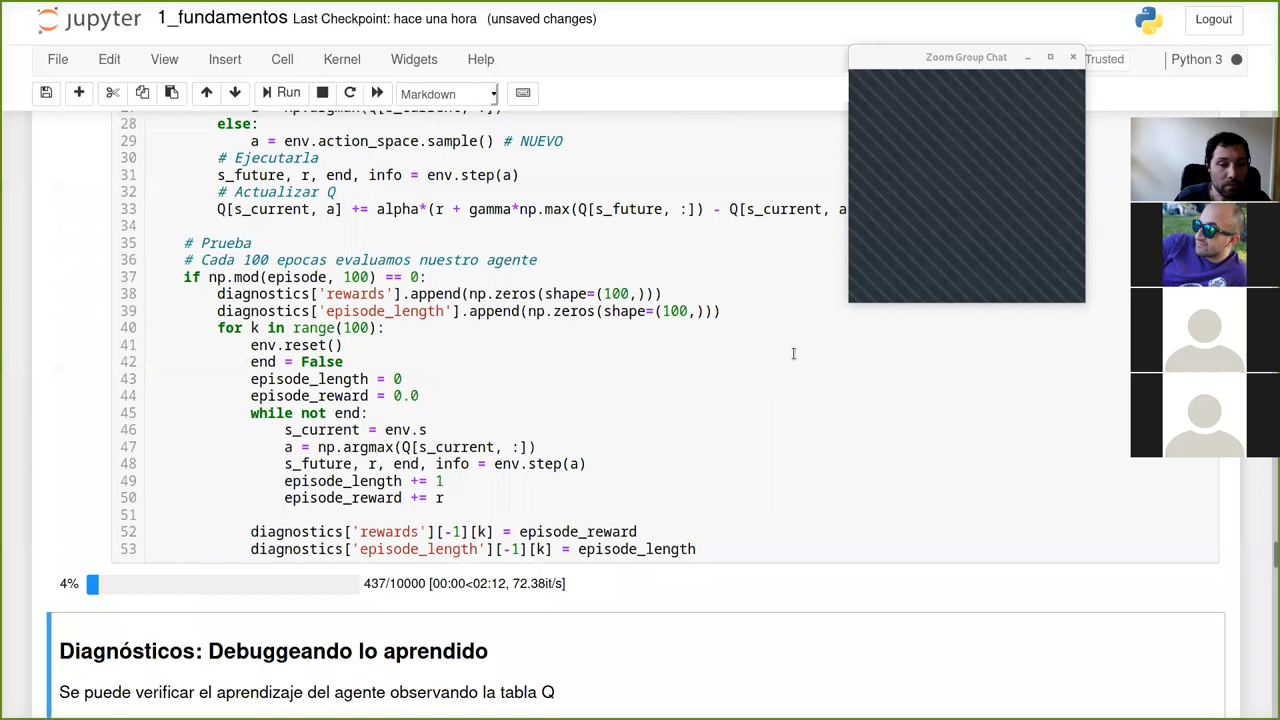 jupyter 1_fundamentos Last Checkpoint: hace una hora (unsaved changes)
Logout
File Edit View Insert Cell Kernel Widgets Help
Trusted
Python 3
Run
Markdown
Zoom Group Chat
28 else:
29 a = env.action_space.sample() # NUEVO
30 # Ejecutarla
31 s_future, r, end, info = env.step(a)
32 # Actualizar Q
33 Q[s_current, a] += alpha*(r + gamma*np.max(Q[s_future, :]) - Q[s_current, a
34
35 # Prueba
36 # Cada 100 epocas evaluamos nuestro agente
37 if np.mod(episode, 100) == 0:
38 diagnostics['rewards'].append(np.zeros(shape=(100,)))
39 diagnostics['episode_length'].append(np.zeros(shape=(100,)))
40 for k in range(100):
41 env.reset()
42 end = False
43 episode_length = 0
44 episode_reward = 0.0
45 while not end:
46 s_current = env.s
47 a = np.argmax(Q[s_current, :])
48 s_future, r, end, info = env.step(a)
49 episode_length += 1
50 episode_reward += r
51
52 diagnostics['rewards'][-1][k] = episode_reward
53 diagnostics['episode_length'][-1][k] = episode_length
4% 437/10000 [00:00<02:12, 72.38it/s]
Diagnósticos: Debuggeando lo aprendido
Se puede verificar el aprendizaje del agente observando la tabla Q